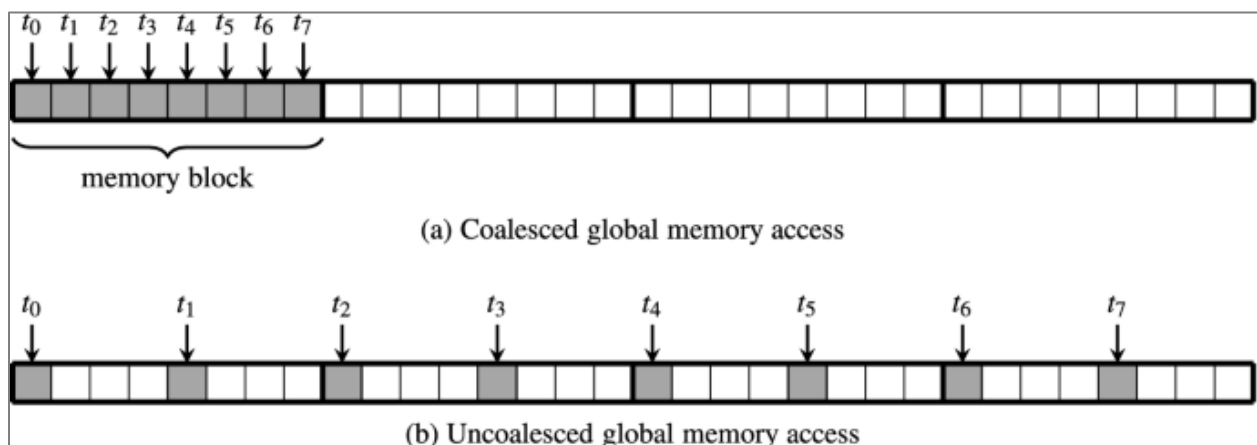 t0 t1 t2 t3 t4 t5 t6 t7
memory block
(a) Coalesced global memory access
t0 t1 t2 t3 t4 t5 t6 t7
(b) Uncoalesced global memory access